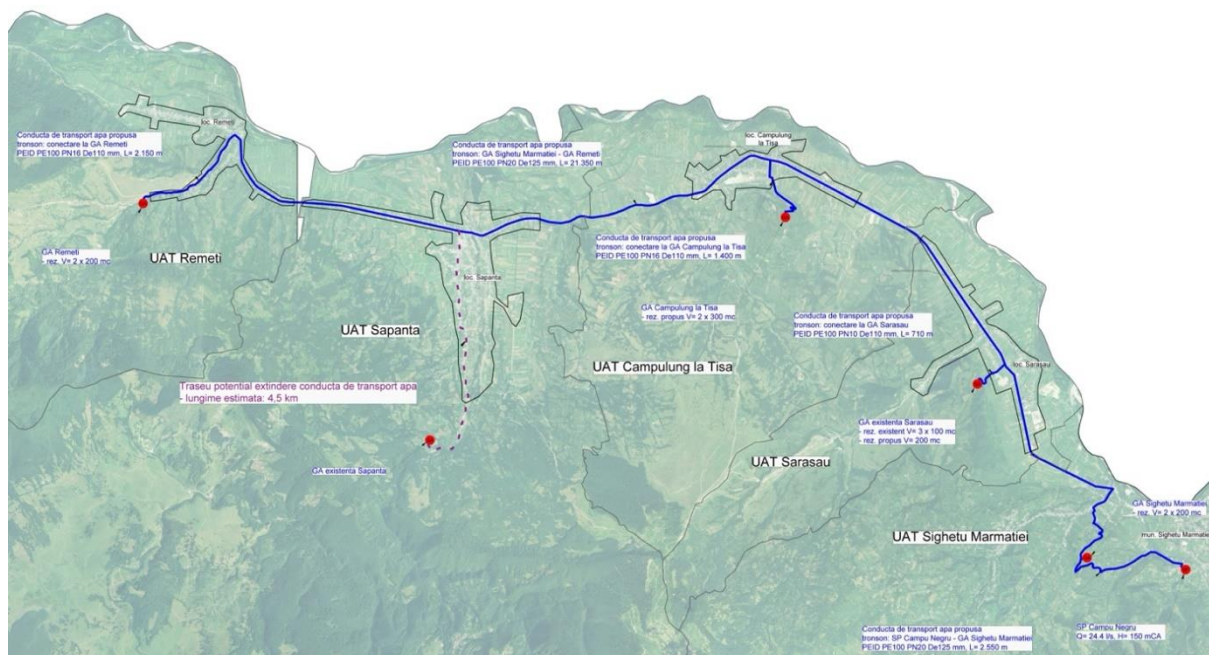 loc. Remeti
Conducta de transport apa propusa
tronson: conectare la GA Remeti
PEID PE100 PN16 De110 mm, L= 2.150 m
Conducta de transport apa propusa
tronson: GA Sighetu Marmatiei - GA Remeti
PEID PE100 PN20 De125 mm, L= 21.350 m
loc. Campulung
la Tisa
GA Remeti
- rez. V= 2 x 200 mc
UAT Remeti
Conducta de transport apa propusa
tronson: conectare la GA Campulung la Tisa
PEID PE100 PN16 De110 mm, L= 1.400 m
loc. Sapanta
GA Campulung la Tisa
- rez. propus V= 2 x 300 mc
Conducta de transport apa propusa
tronson: conectare la GA Sarasau
PEID PE100 PN10 De110 mm, L= 710 m
UAT Sapanta
UAT Campulung la Tisa
loc. Sarasau
Traseu potential extindere conducta de transport apa
- lungime estimata: 4,5 km
GA existenta Sarasau
- rez. existent V= 3 x 100 mc
- rez. propus V= 200 mc
GA existenta Sapanta
UAT Sarasau
GA Sighetu Marmatiei
- rez. V= 2 x 200 mc
UAT Sighetu Marmatiei
mun. Sighetu Marmatiei
Conducta de transport apa propusa
tronson: SP Campu Negru - GA Sighetu Marmatiei
PEID PE100 PN20 De125 mm, L= 2.550 m
SP Campu Negru
Q= 24.4 l/s, H= 150 mCA